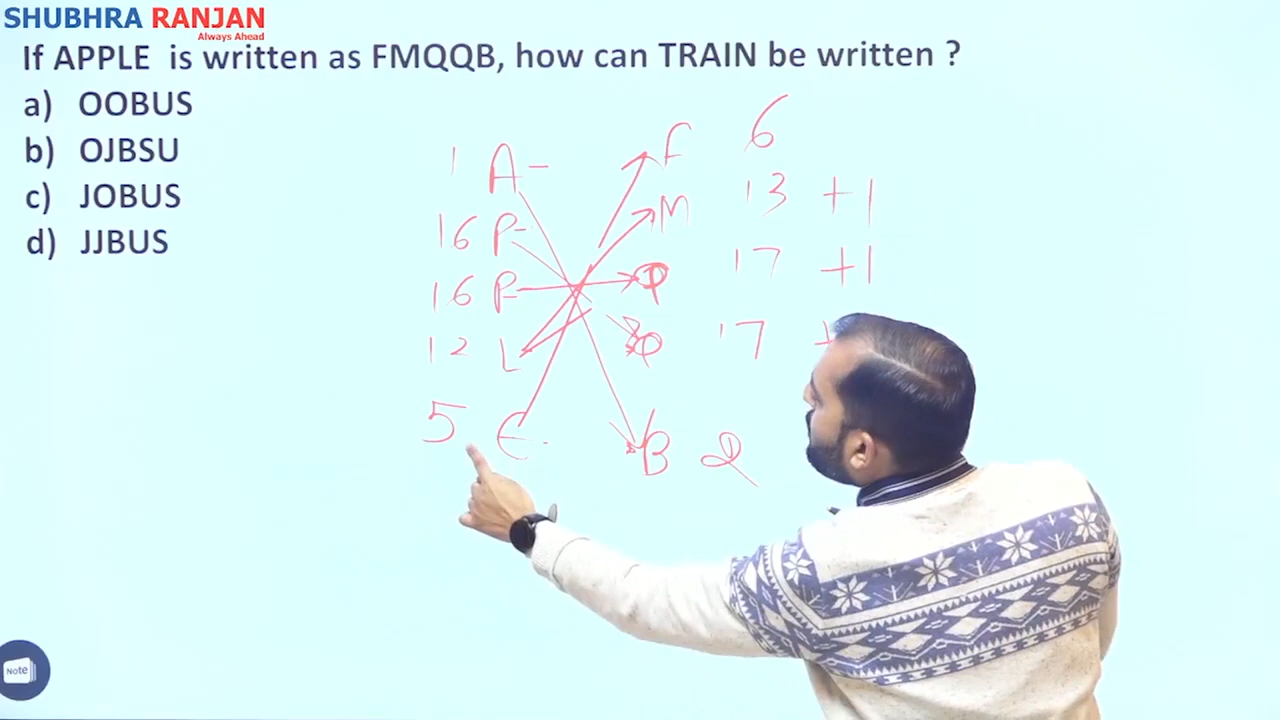 SHUBHRA RANJAN
Always Ahead
If APPLE is written as FMQQB, how can TRAIN be written ?
a) OOBUS
b) OJBSU
c) JOBUS
d) JJBUS
1 A - F 6
16 P - M 13 +1
16 P Q 17 +1
12 L Q 17 +
5 E B 2
Note